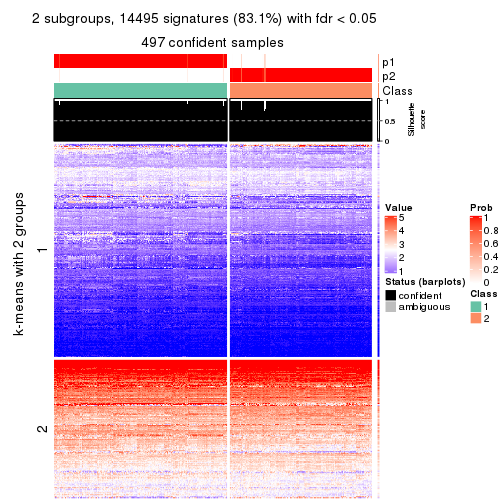 2 subgroups, 14495 signatures (83.1%) with fdr < 0.05
497 confident samples
p1
p2
Class
1
0.5
0
Silhouette
score
k-means with 2 groups
1
2
Value
5
4
3
2
1
Status (barplots)
confident
ambiguous
Prob
1
0.8
0.6
0.4
0.2
0
Class
1
2